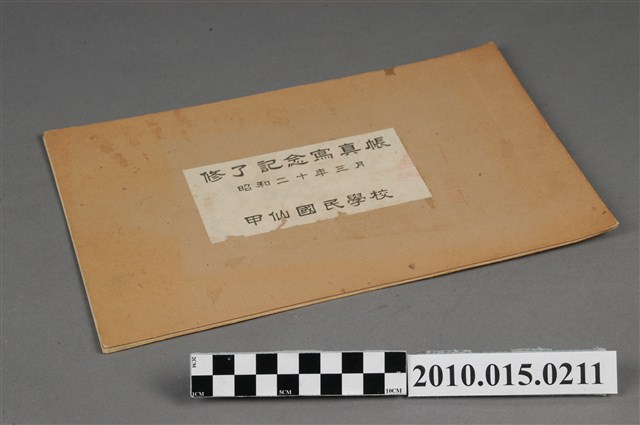 修了記念寫真帳
昭和二十年三月
甲仙國民學校
2CM
1CM
5CM
10CM
2010.015.0211